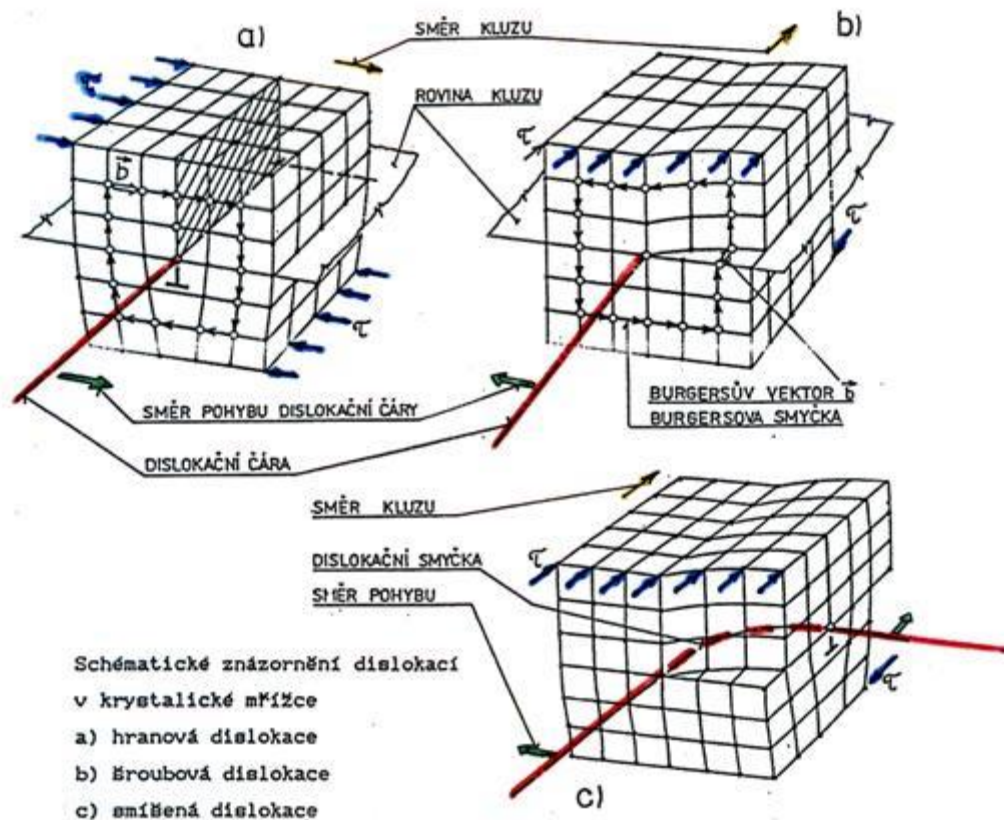 a)
SMĚR KLUZU
b)
τ
ROVINA KLUZU
τ
b
τ
τ
BURGERSŮV VEKTOR b
BURGERSOVA SMYČKA
SMĚR POHYBU DISLOKAČNÍ ČÁRY
DISLOKAČNÍ ČÁRA
SMĚR KLUZU
DISLOKAČNÍ SMYČKA
τ
SMĚR POHYBU
τ
Schématické znázornění dislokací
v krystalické mřížce
a) hranová dislokace
b) šroubová dislokace
c) smíšená dislokace
c)